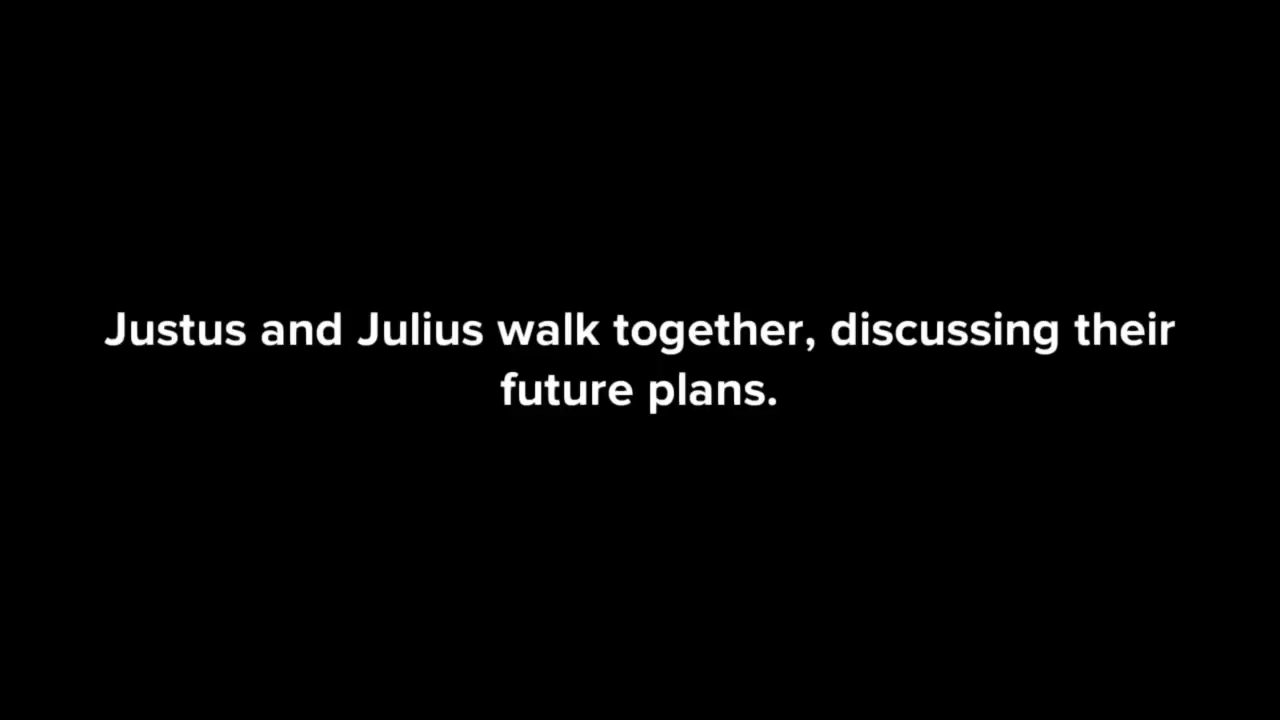 Justus and Julius walk together, discussing their
future plans.